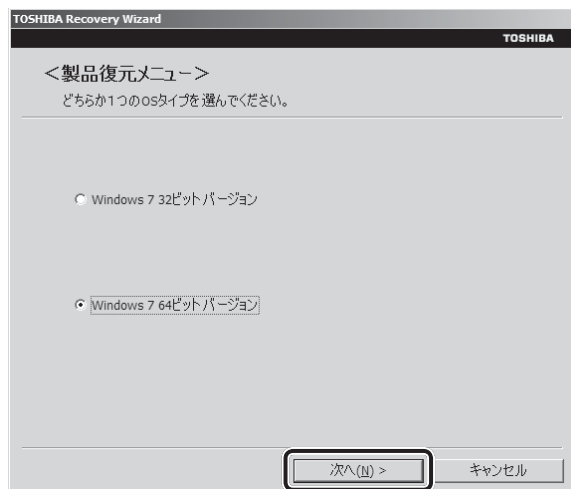 TOSHIBA Recovery Wizard
TOSHIBA
＜製品復元メニュー＞
どちらか1つのOSタイプを選んでください。
Windows 7 32ビットバージョン
Windows 7 64ビットバージョン
次へ(N) >
キャンセル